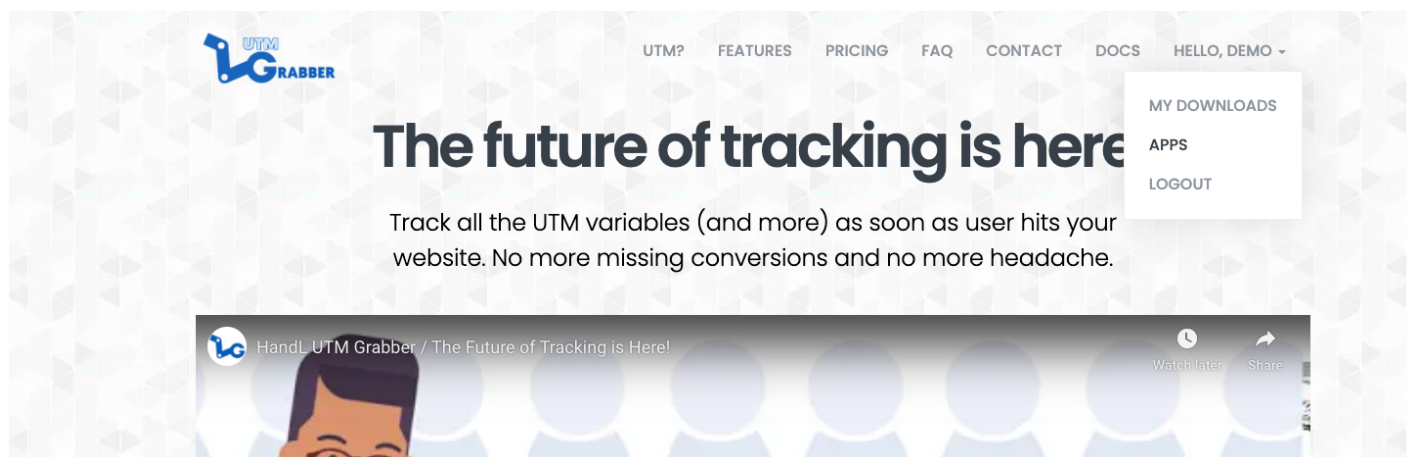 UTM
GRABBER
UTM?
FEATURES
PRICING
FAQ
CONTACT
DOCS
HELLO, DEMO
MY DOWNLOADS
APPS
LOGOUT
The future of tracking is here
Track all the UTM variables (and more) as soon as user hits your
website. No more missing conversions and no more headache.
HandL UTM Grabber / The Future of Tracking is Here!
Watch later
Share